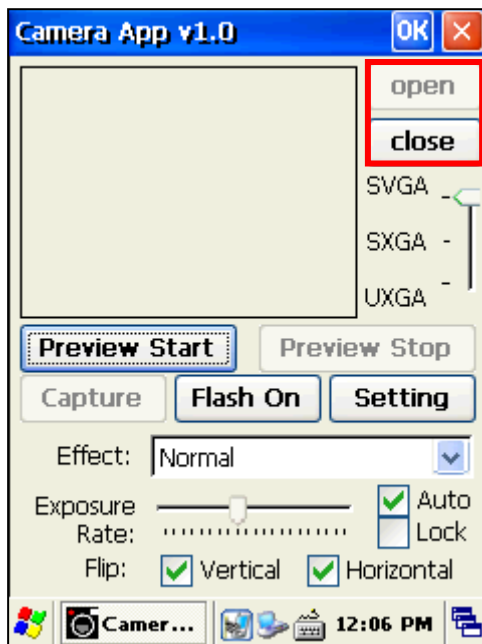 Camera App v1.0 OK
open
close
SVGA
SXGA
UXGA
Preview Start Preview Stop
Capture Flash On Setting
Effect: Normal
Exposure Rate: Auto
Lock
Flip: Vertical Horizontal
Camer... 12:06 PM